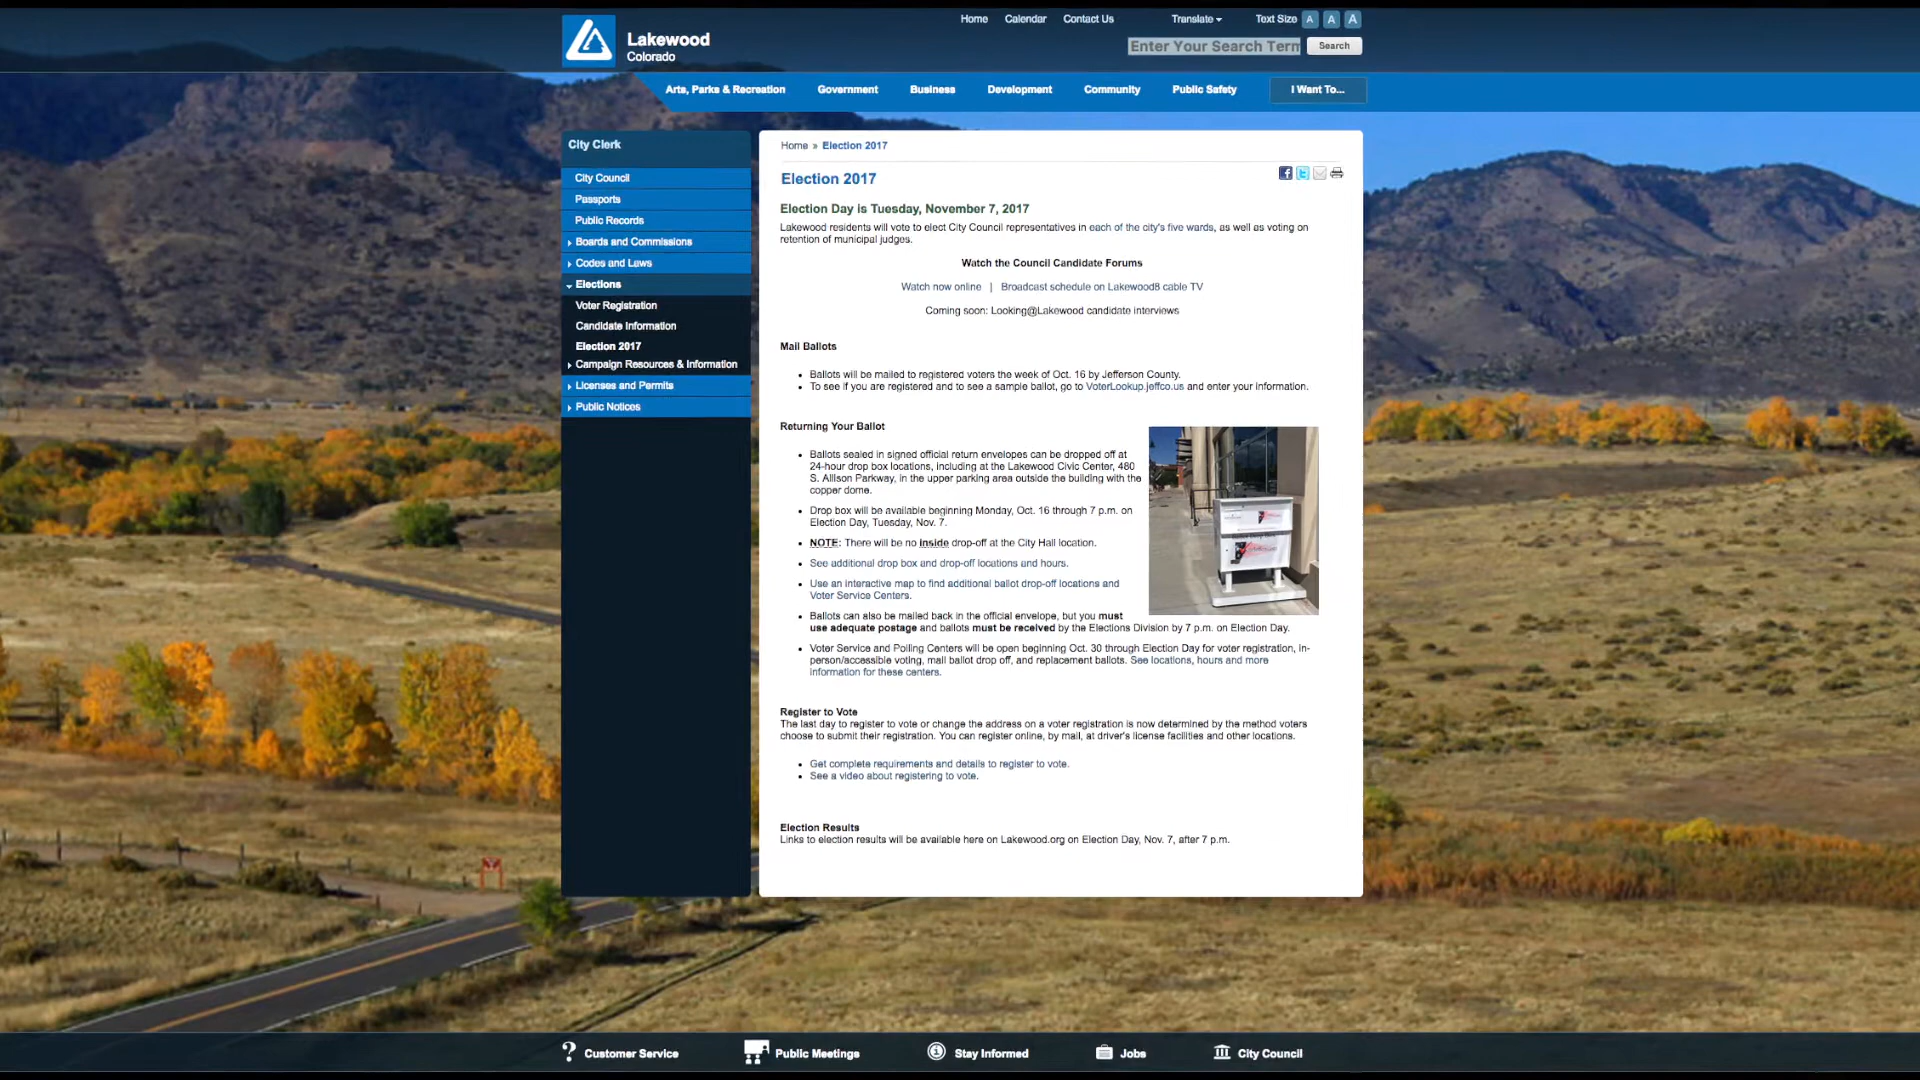 Home Calendar Contact Us Translate Text Size A A A
Lakewood
Colorado
Enter Your Search Term Search
Arts, Parks & Recreation Government Business Development Community Public Safety I Want To...
City Clerk
City Council
Passports
Public Records
Boards and Commissions
Codes and Laws
Elections
Voter Registration
Candidate Information
Election 2017
Campaign Resources & Information
Licenses and Permits
Public Notices
Home » Election 2017
Election 2017
Election Day is Tuesday, November 7, 2017
Lakewood residents will vote to elect City Council representatives in each of the city's five wards, as well as voting on
retention of municipal judges.
Watch the Council Candidate Forums
Watch now online | Broadcast schedule on Lakewood8 cable TV
Coming soon: Looking@Lakewood candidate interviews
Mail Ballots
Ballots will be mailed to registered voters the week of Oct. 16 by Jefferson County.
To see if you are registered and to see a sample ballot, go to VoterLookup.jeffco.us and enter your information.
Returning Your Ballot
Ballots sealed in signed official return envelopes can be dropped off at
24-hour drop box locations, including at the Lakewood Civic Center, 480
S. Allison Parkway, in the upper parking area outside the building with the
copper dome.
Drop box will be available beginning Monday, Oct. 16 through 7 p.m. on
Election Day, Tuesday, Nov. 7.
NOTE: There will be no inside drop-off at the City Hall location.
See additional drop box and drop-off locations and hours.
Use an interactive map to find additional ballot drop-off locations and
Voter Service Centers.
Ballots can also be mailed back in the official envelope, but you must
use adequate postage and ballots must be received by the Elections Division by 7 p.m. on Election Day.
Voter Service and Polling Centers will be open beginning Oct. 30 through Election Day for voter registration, in-
person/accessible voting, mail ballot drop off, and replacement ballots. See locations, hours and more
information for these centers.
Register to Vote
The last day to register to vote or change the address on a voter registration is now determined by the method voters
choose to submit their registration. You can register online, by mail, at driver's license facilities and other locations.
Get complete requirements and details to register to vote.
See a video about registering to vote.
Election Results
Links to election results will be available here on Lakewood.org on Election Day, Nov. 7, after 7 p.m.
Customer Service Public Meetings Stay Informed Jobs City Council